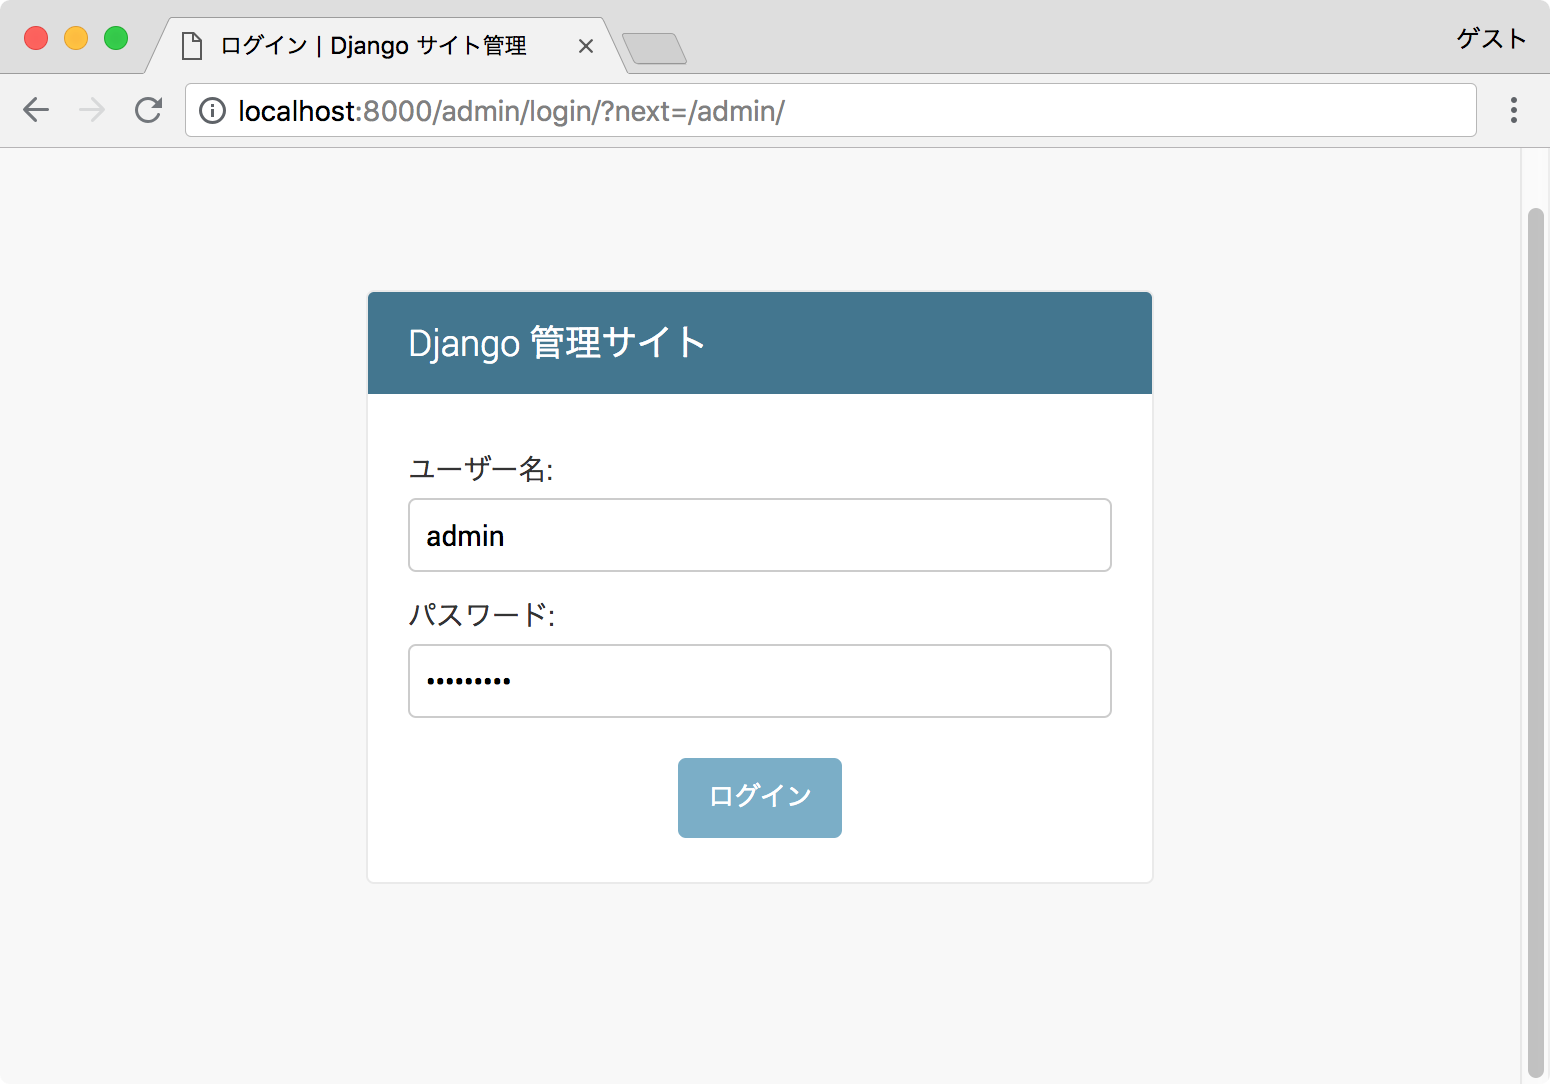 ログイン | Django サイト管理
ゲスト
localhost:8000/admin/login/?next=/admin/
Django 管理サイト
ユーザー名:
admin
パスワード:
•••••••••
ログイン